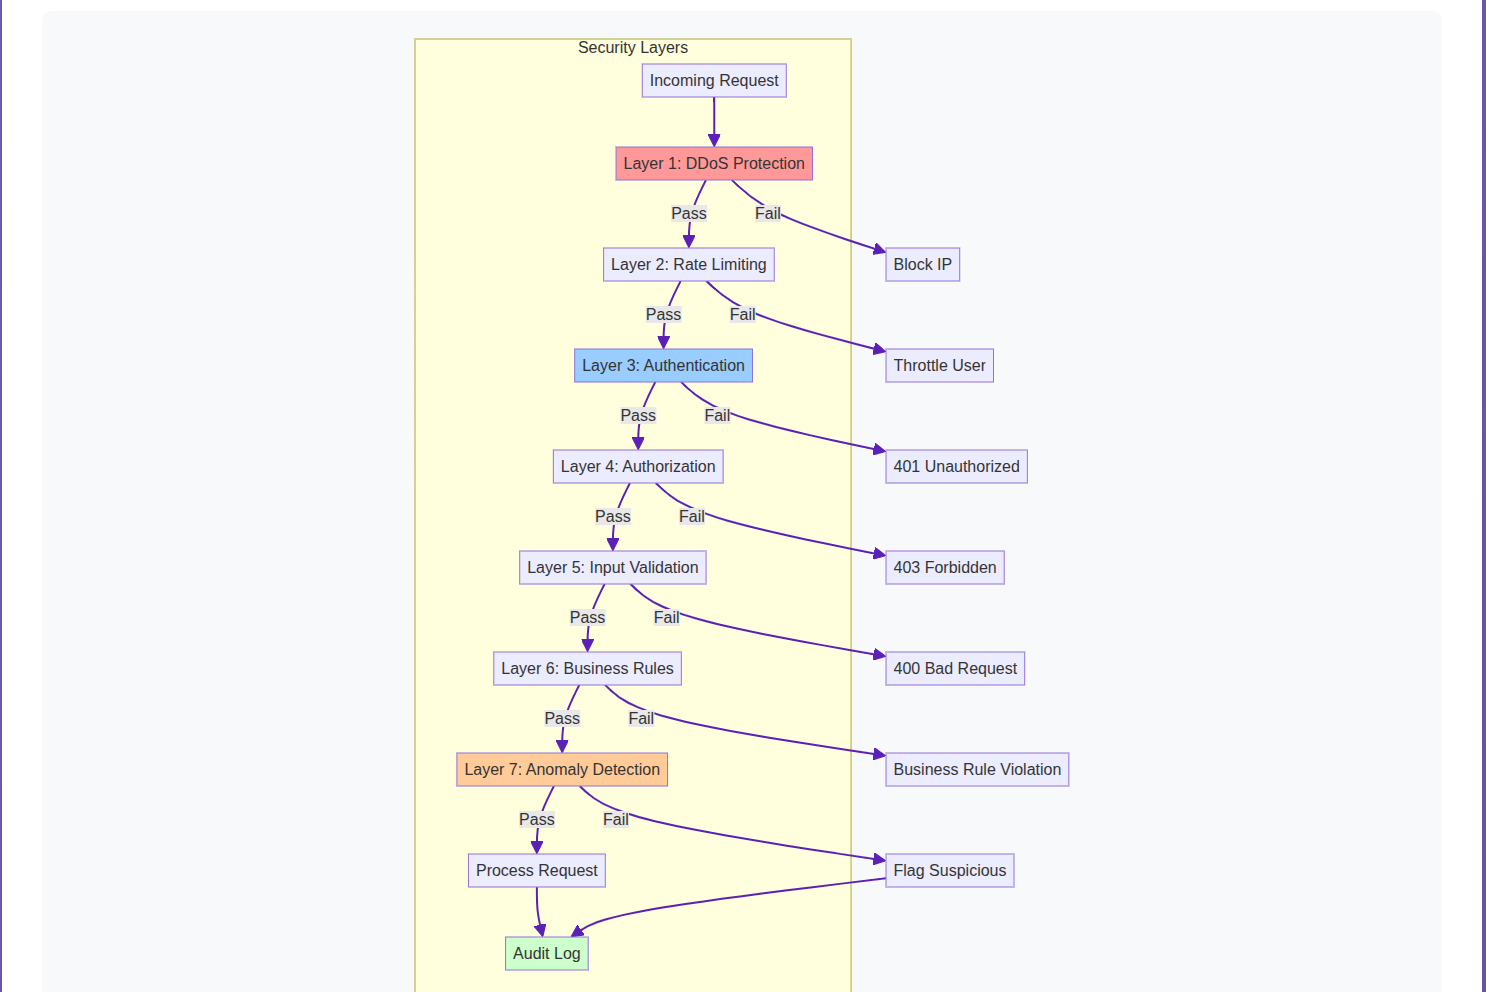 Security Layers
Incoming Request
Layer 1: DDoS Protection
Pass
Fail
Layer 2: Rate Limiting
Block IP
Pass
Fail
Layer 3: Authentication
Throttle User
Pass
Fail
Layer 4: Authorization
401 Unauthorized
Pass
Fail
Layer 5: Input Validation
403 Forbidden
Pass
Fail
Layer 6: Business Rules
400 Bad Request
Pass
Fail
Layer 7: Anomaly Detection
Business Rule Violation
Pass
Fail
Process Request
Flag Suspicious
Audit Log